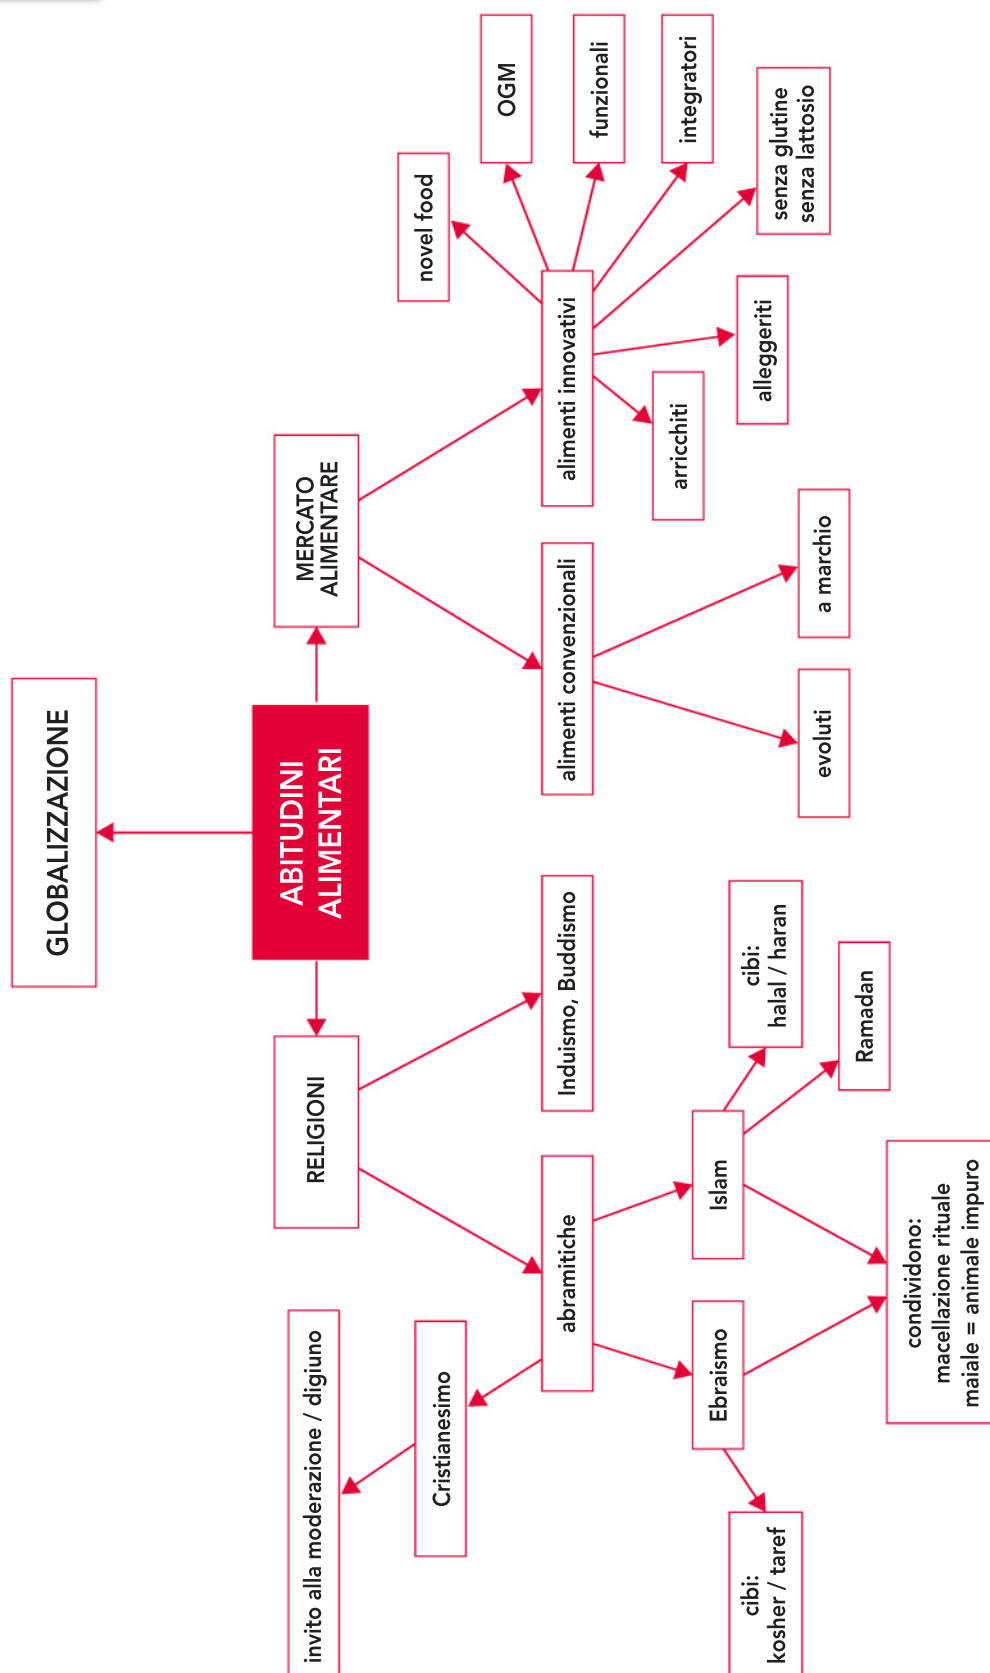 GLOBALIZZAZIONE
ABITUDINI
ALIMENTARI
RELIGIONI
MERCATO
ALIMENTARE
invito alla moderazione / digiuno
Cristianesimo
abramitiche
Induismo, Buddismo
Ebraismo
Islam
cibi:
kosher / taref
cibi:
halal / haran
Ramadan
condividono:
macellazione rituale
maiale = animale impuro
alimenti convenzionali
alimenti innovativi
evoluti
a marchio
novel food
OGM
funzionali
integratori
senza glutine
senza lattosio
alleggeriti
arricchiti